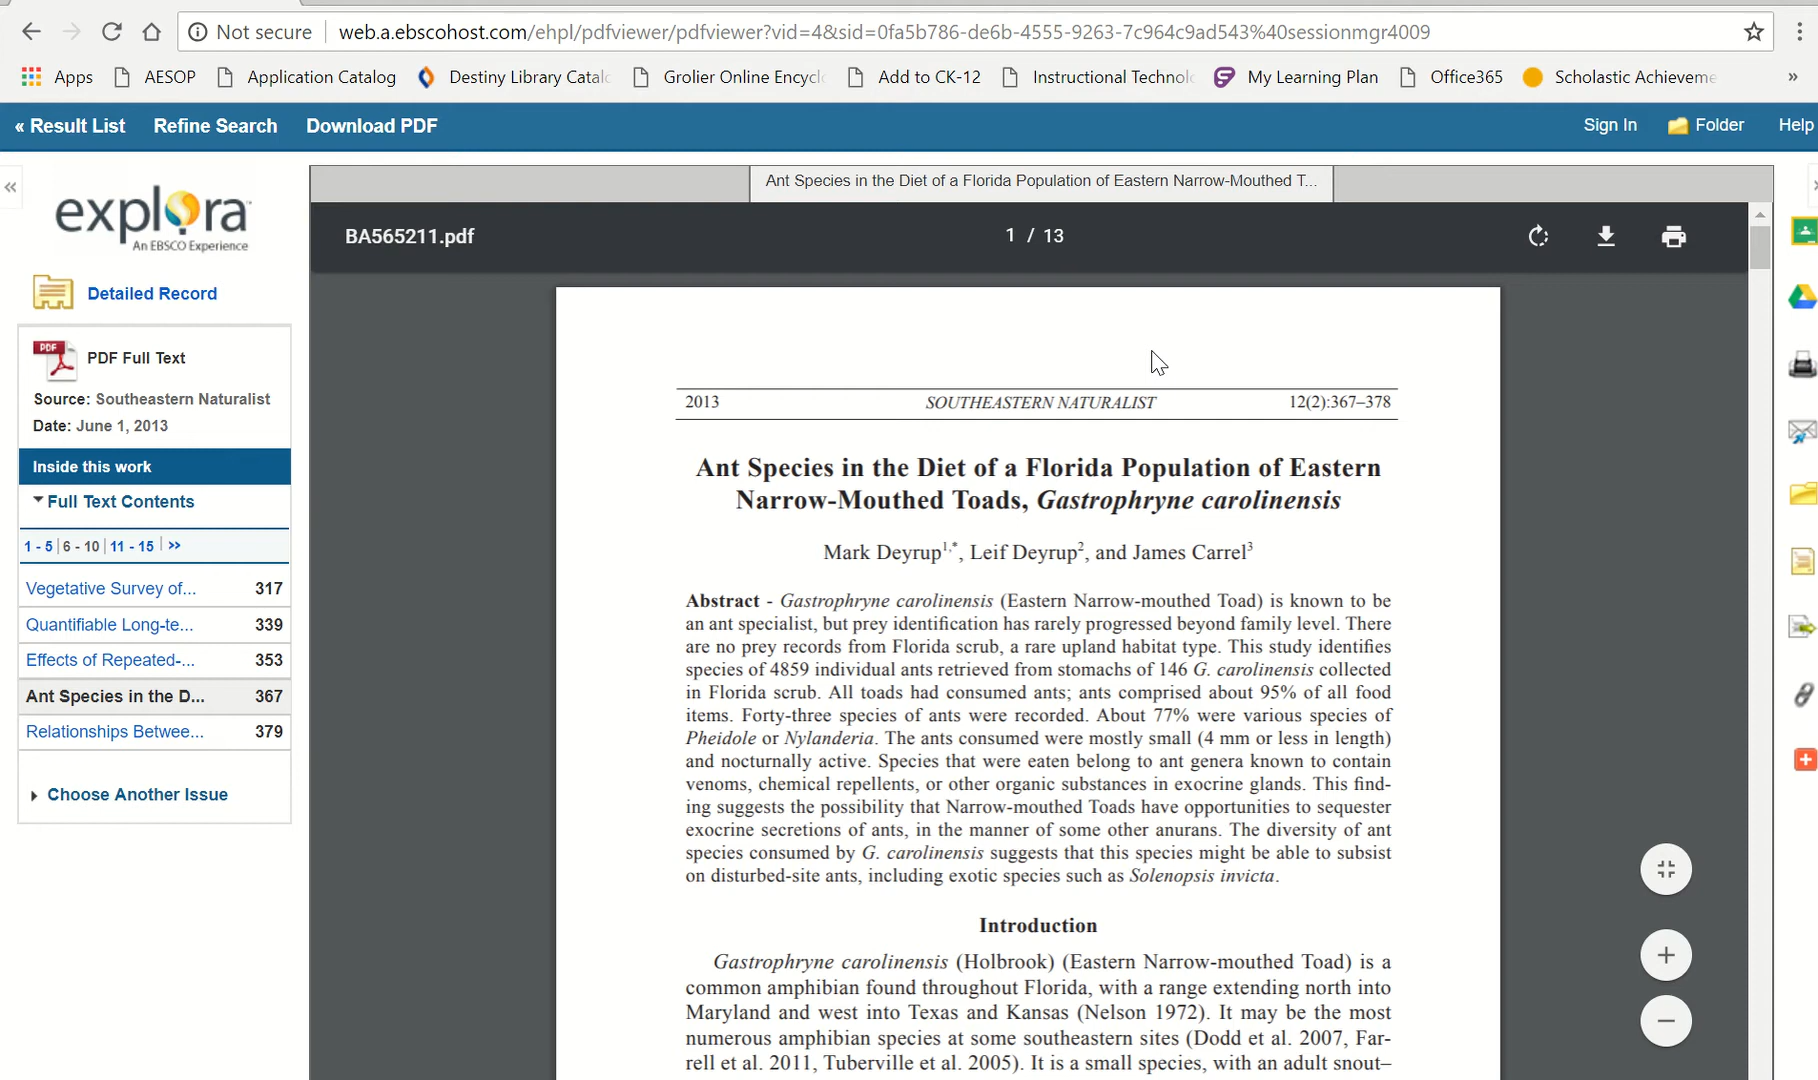 Not secure web.a.ebscohost.com/ehpl/pdfviewer/pdfviewer?vid=4&sid=0fa5b786-de6b-4555-9263-7c964c9ad543%40sessionmgr4009
Apps AESOP Application Catalog Destiny Library Catalo Grolier Online Encyclo Add to CK-12 Instructional Technol My Learning Plan Office365 Scholastic Achieveme »
« Result List Refine Search Download PDF Sign In Folder Help
Ant Species in the Diet of a Florida Population of Eastern Narrow-Mouthed T...
explora
An EBSCO Experience
BA565211.pdf 1 / 13
Detailed Record
PDF PDF Full Text
Source: Southeastern Naturalist
Date: June 1, 2013
Inside this work
Full Text Contents
1 - 5 | 6 - 10 | 11 - 15 | >>
Vegetative Survey of... 317
Quantifiable Long-te... 339
Effects of Repeated-... 353
Ant Species in the D... 367
Relationships Betwee... 379
Choose Another Issue
2013 SOUTHEASTERN NATURALIST 12(2):367–378
Ant Species in the Diet of a Florida Population of Eastern
Narrow-Mouthed Toads, Gastrophryne carolinensis
Mark Deyrup1,*, Leif Deyrup2, and James Carrel3
Abstract - Gastrophryne carolinensis (Eastern Narrow-mouthed Toad) is known to be
an ant specialist, but prey identification has rarely progressed beyond family level. There
are no prey records from Florida scrub, a rare upland habitat type. This study identifies
species of 4859 individual ants retrieved from stomachs of 146 G. carolinensis collected
in Florida scrub. All toads had consumed ants; ants comprised about 95% of all food
items. Forty-three species of ants were recorded. About 77% were various species of
Pheidole or Nylanderia. The ants consumed were mostly small (4 mm or less in length)
and nocturnally active. Species that were eaten belong to ant genera known to contain
venoms, chemical repellents, or other organic substances in exocrine glands. This find-
ing suggests the possibility that Narrow-mouthed Toads have opportunities to sequester
exocrine secretions of ants, in the manner of some other anurans. The diversity of ant
species consumed by G. carolinensis suggests that this species might be able to subsist
on disturbed-site ants, including exotic species such as Solenopsis invicta.
Introduction
Gastrophryne carolinensis (Holbrook) (Eastern Narrow-mouthed Toad) is a
common amphibian found throughout Florida, with a range extending north into
Maryland and west into Texas and Kansas (Nelson 1972). It may be the most
numerous amphibian species at some southeastern sites (Dodd et al. 2007, Far-
rell et al. 2011, Tuberville et al. 2005). It is a small species, with an adult snout–